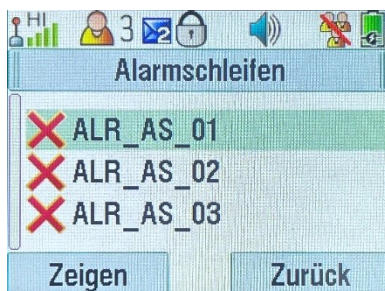 HI 3 2
Alarmschleifen
ALR_AS_01
ALR_AS_02
ALR_AS_03
Zeigen Zurück